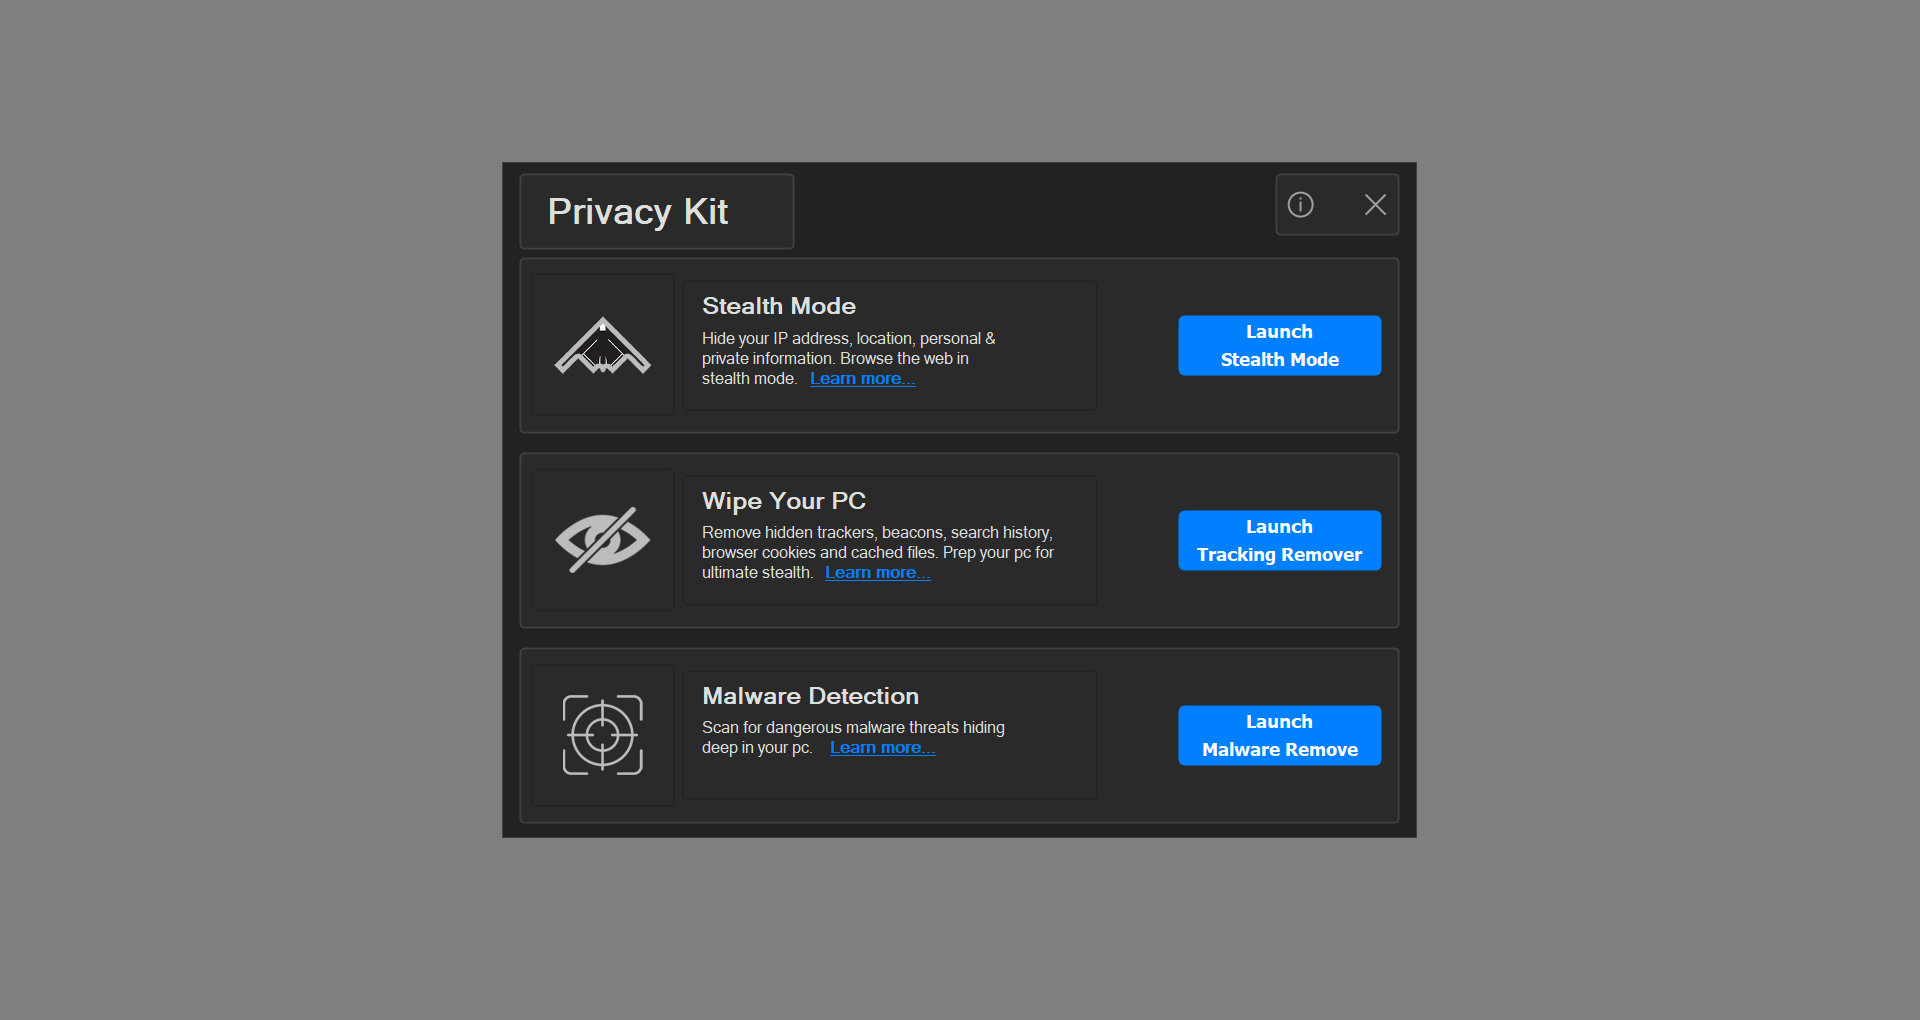 Privacy Kit
Stealth Mode
Hide your IP address, location, personal &
private information. Browse the web in
stealth mode. Learn more...
Launch
Stealth Mode
Wipe Your PC
Remove hidden trackers, beacons, search history,
browser cookies and cached files. Prep your pc for
ultimate stealth. Learn more...
Launch
Tracking Remover
Malware Detection
Scan for dangerous malware threats hiding
deep in your pc. Learn more...
Launch
Malware Remove